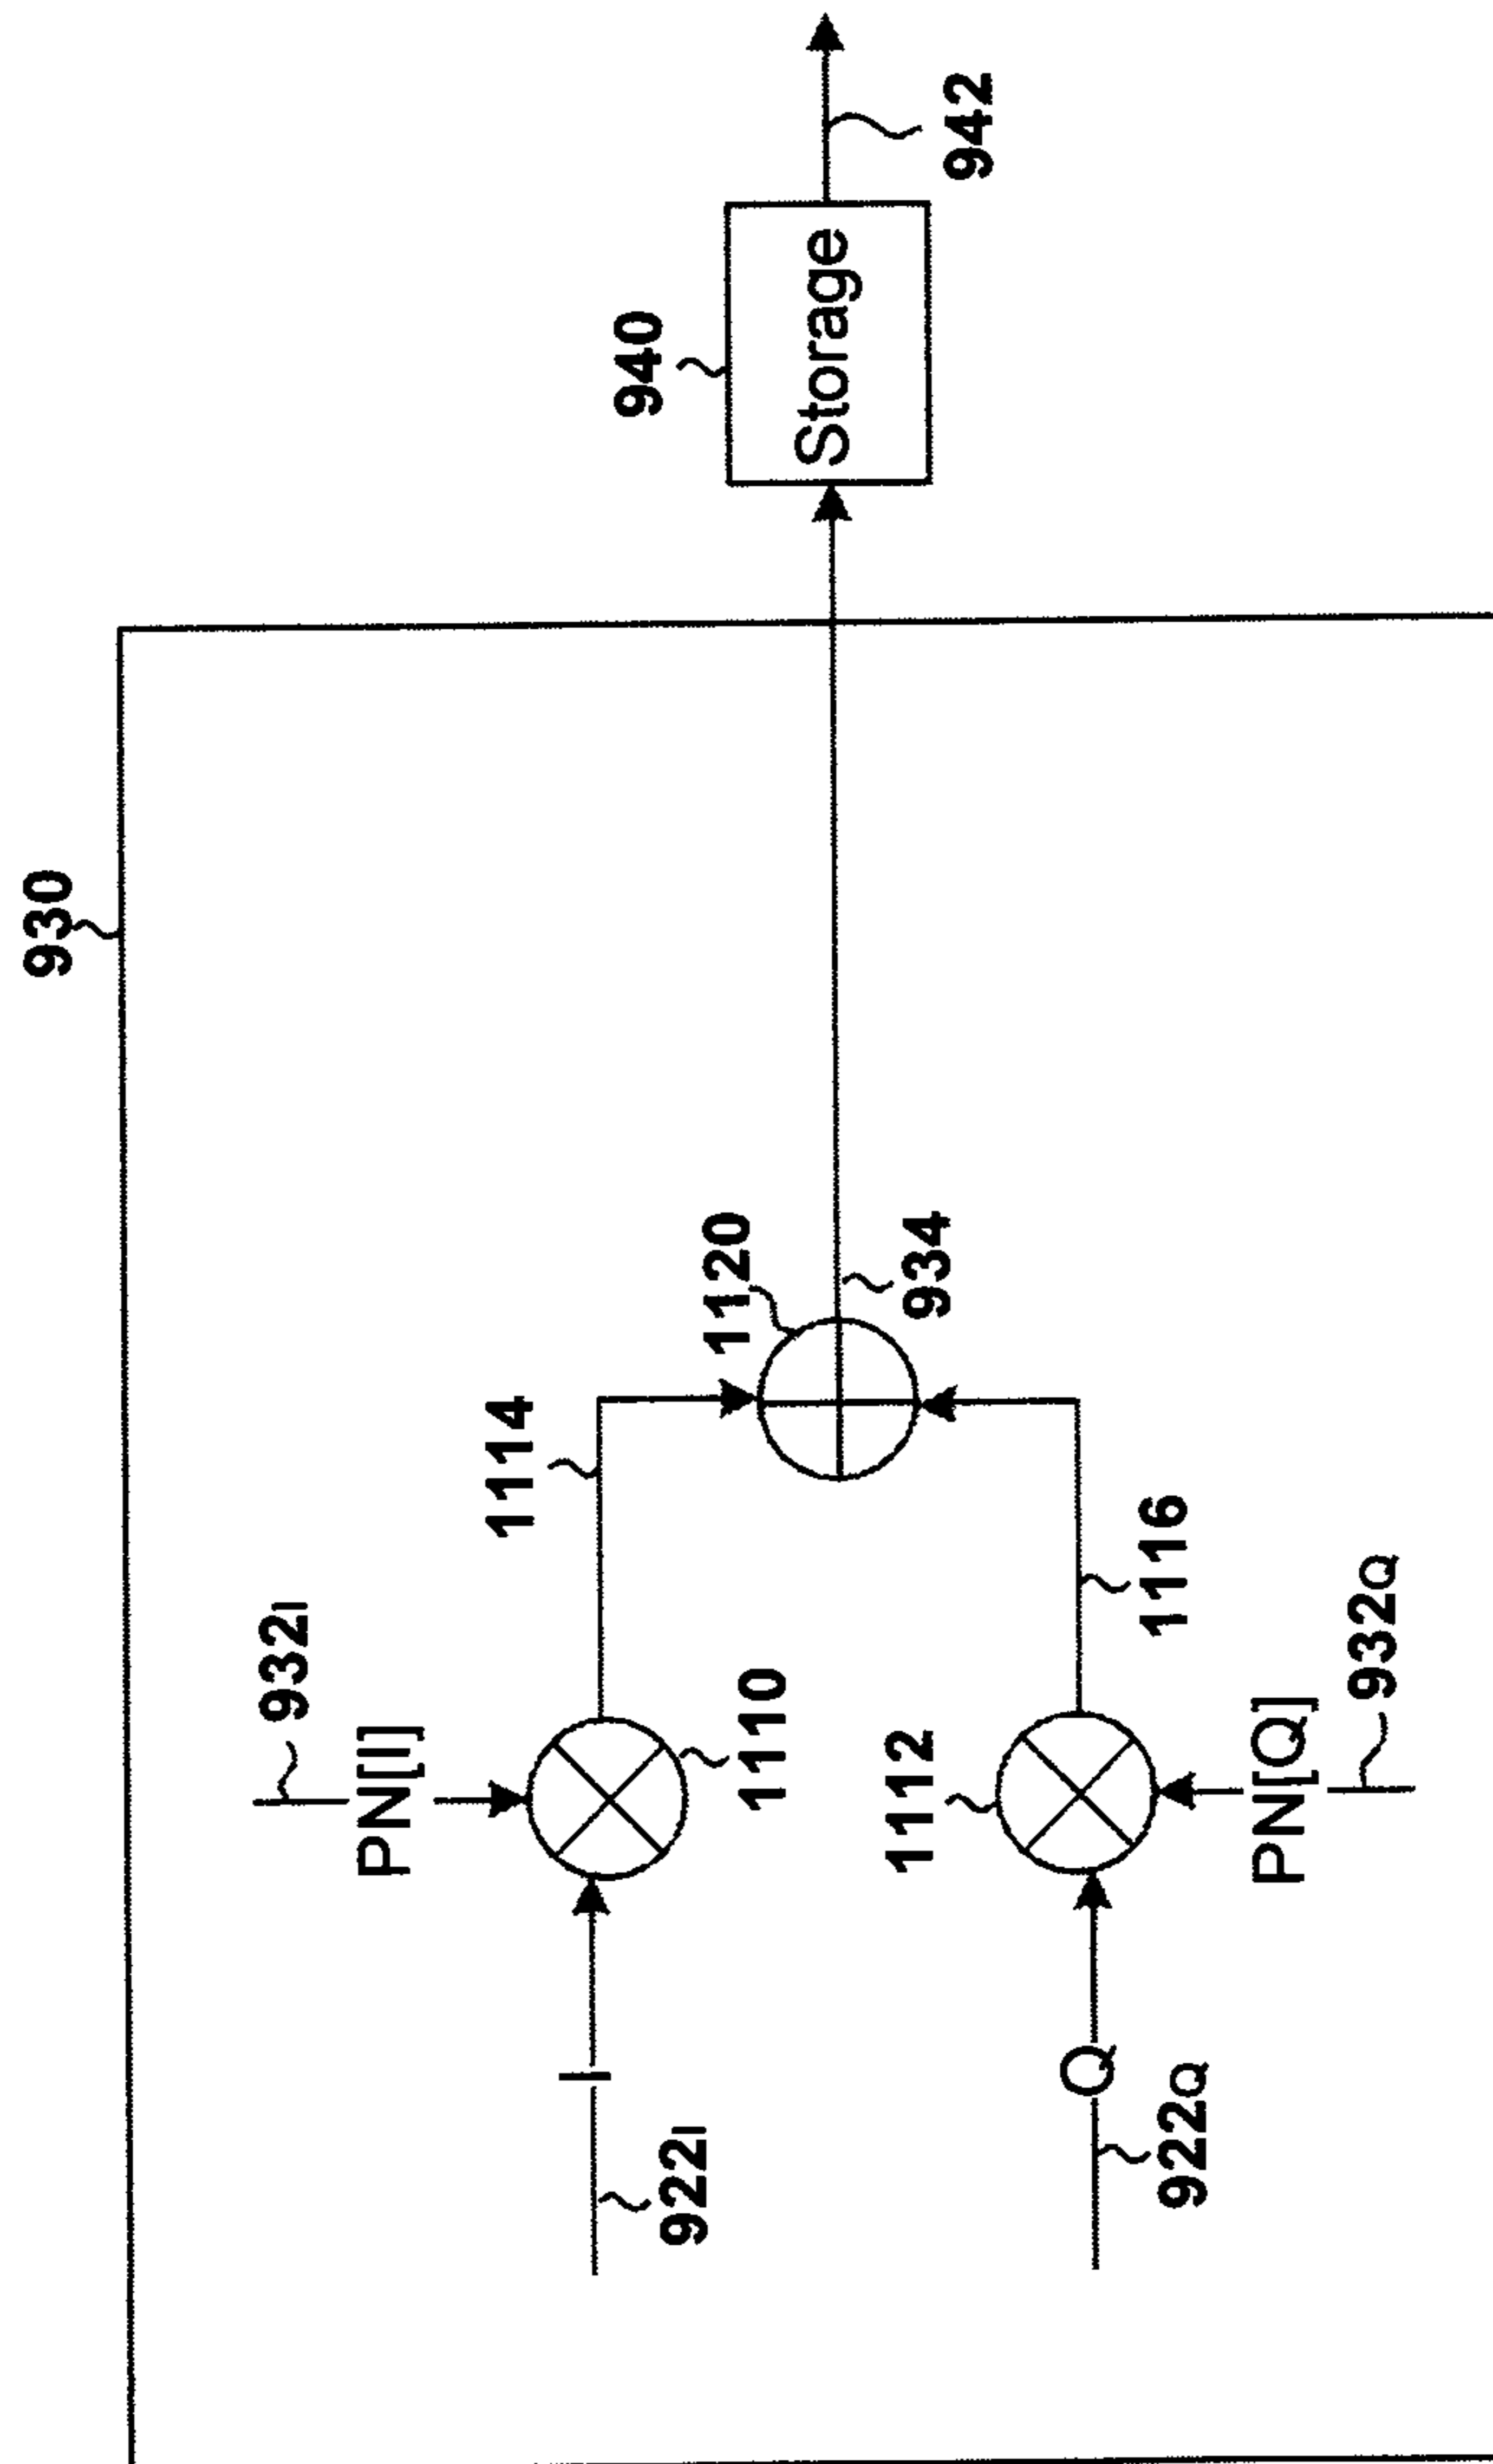 930
932I
PN[I]
1114
1120
940
Storage
942
922I
I
1110
934
1112
1116
Q
922Q
PN[Q]
932Q